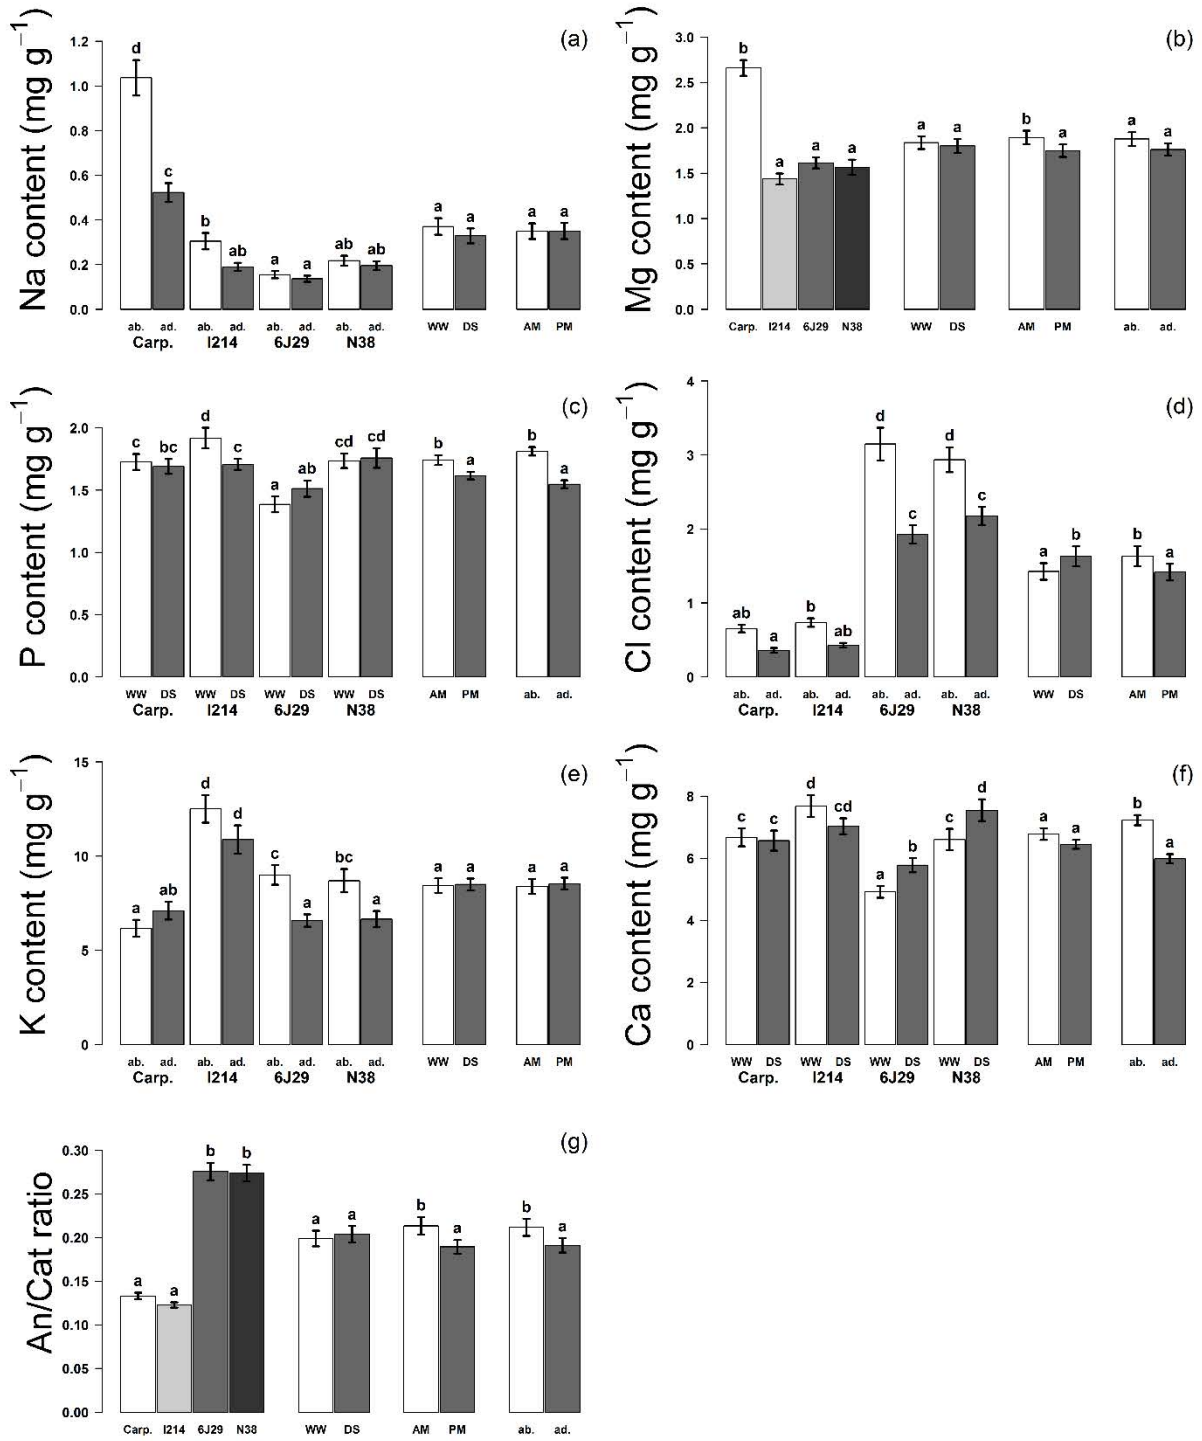 (a)
Na content (mg g⁻¹)
1.2
1.0
0.8
0.6
0.4
0.2
0.0
d c b ab a a ab ab a a a a
ab. ad. ab. ad. ab. ad. ab. ad. WW DS AM PM
Carp. I214 6J29 N38
(b)
Mg content (mg g⁻¹)
3.0
2.5
2.0
1.5
1.0
0.5
0.0
b a a a a a b a a a
Carp. I214 6J29 N38 WW DS AM PM ab. ad.
(c)
P content (mg g⁻¹)
2.0
1.5
1.0
0.5
0.0
c bc d c a ab cd cd b a b a
WW DS WW DS WW DS WW DS AM PM ab. ad.
Carp. I214 6J29 N38
(d)
Cl content (mg g⁻¹)
4
3
2
1
0
ab a b ab d c d c a b b a
ab. ad. ab. ad. ab. ad. ab. ad. WW DS AM PM
Carp. I214 6J29 N38
(e)
K content (mg g⁻¹)
15
10
5
0
a ab d d c a bc a a a a a
ab. ad. ab. ad. ab. ad. ab. ad. WW DS AM PM
Carp. I214 6J29 N38
(f)
Ca content (mg g⁻¹)
8
6
4
2
0
c c d cd a b c d a a b a
WW DS WW DS WW DS WW DS AM PM ab. ad.
Carp. I214 6J29 N38
(g)
An/Cat ratio
0.30
0.25
0.20
0.15
0.10
0.05
0.00
a a b b a a b a b a
Carp. I214 6J29 N38 WW DS AM PM ab. ad.